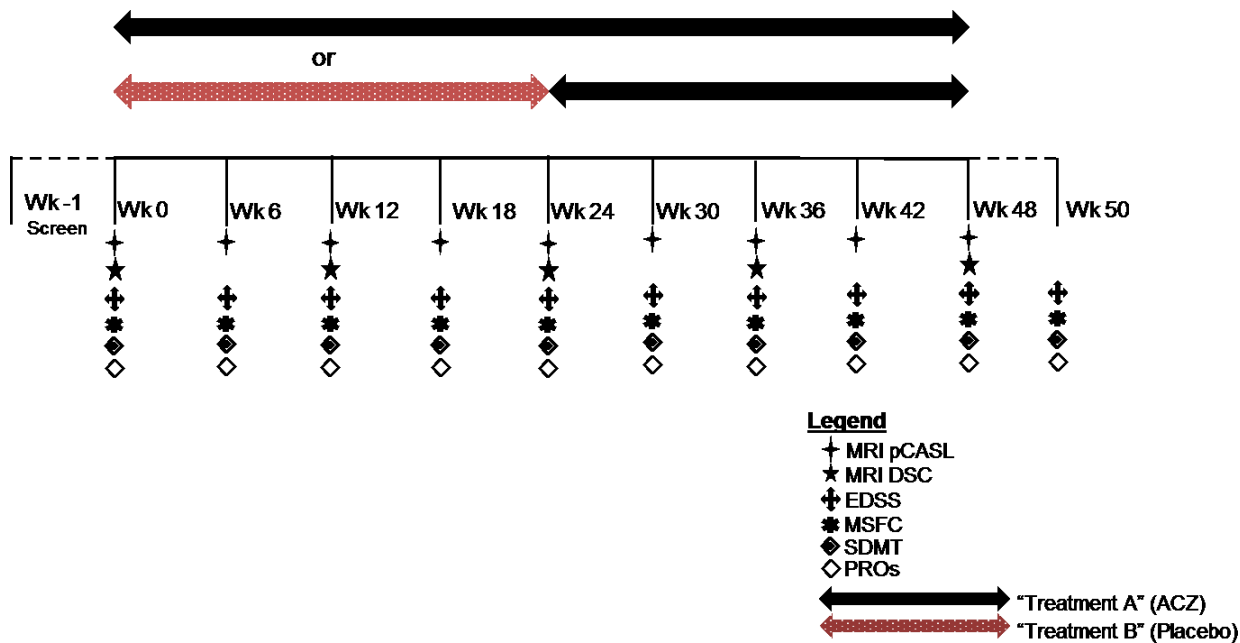 or
Wk -1 Wk 0 Wk 6 Wk 12 Wk 18 Wk 24 Wk 30 Wk 36 Wk 42 Wk 48 Wk 50
Screen
Legend
MRI pCASL
MRI DSC
EDSS
MSFC
SDMT
PROs
“Treatment A” (ACZ)
“Treatment B” (Placebo)